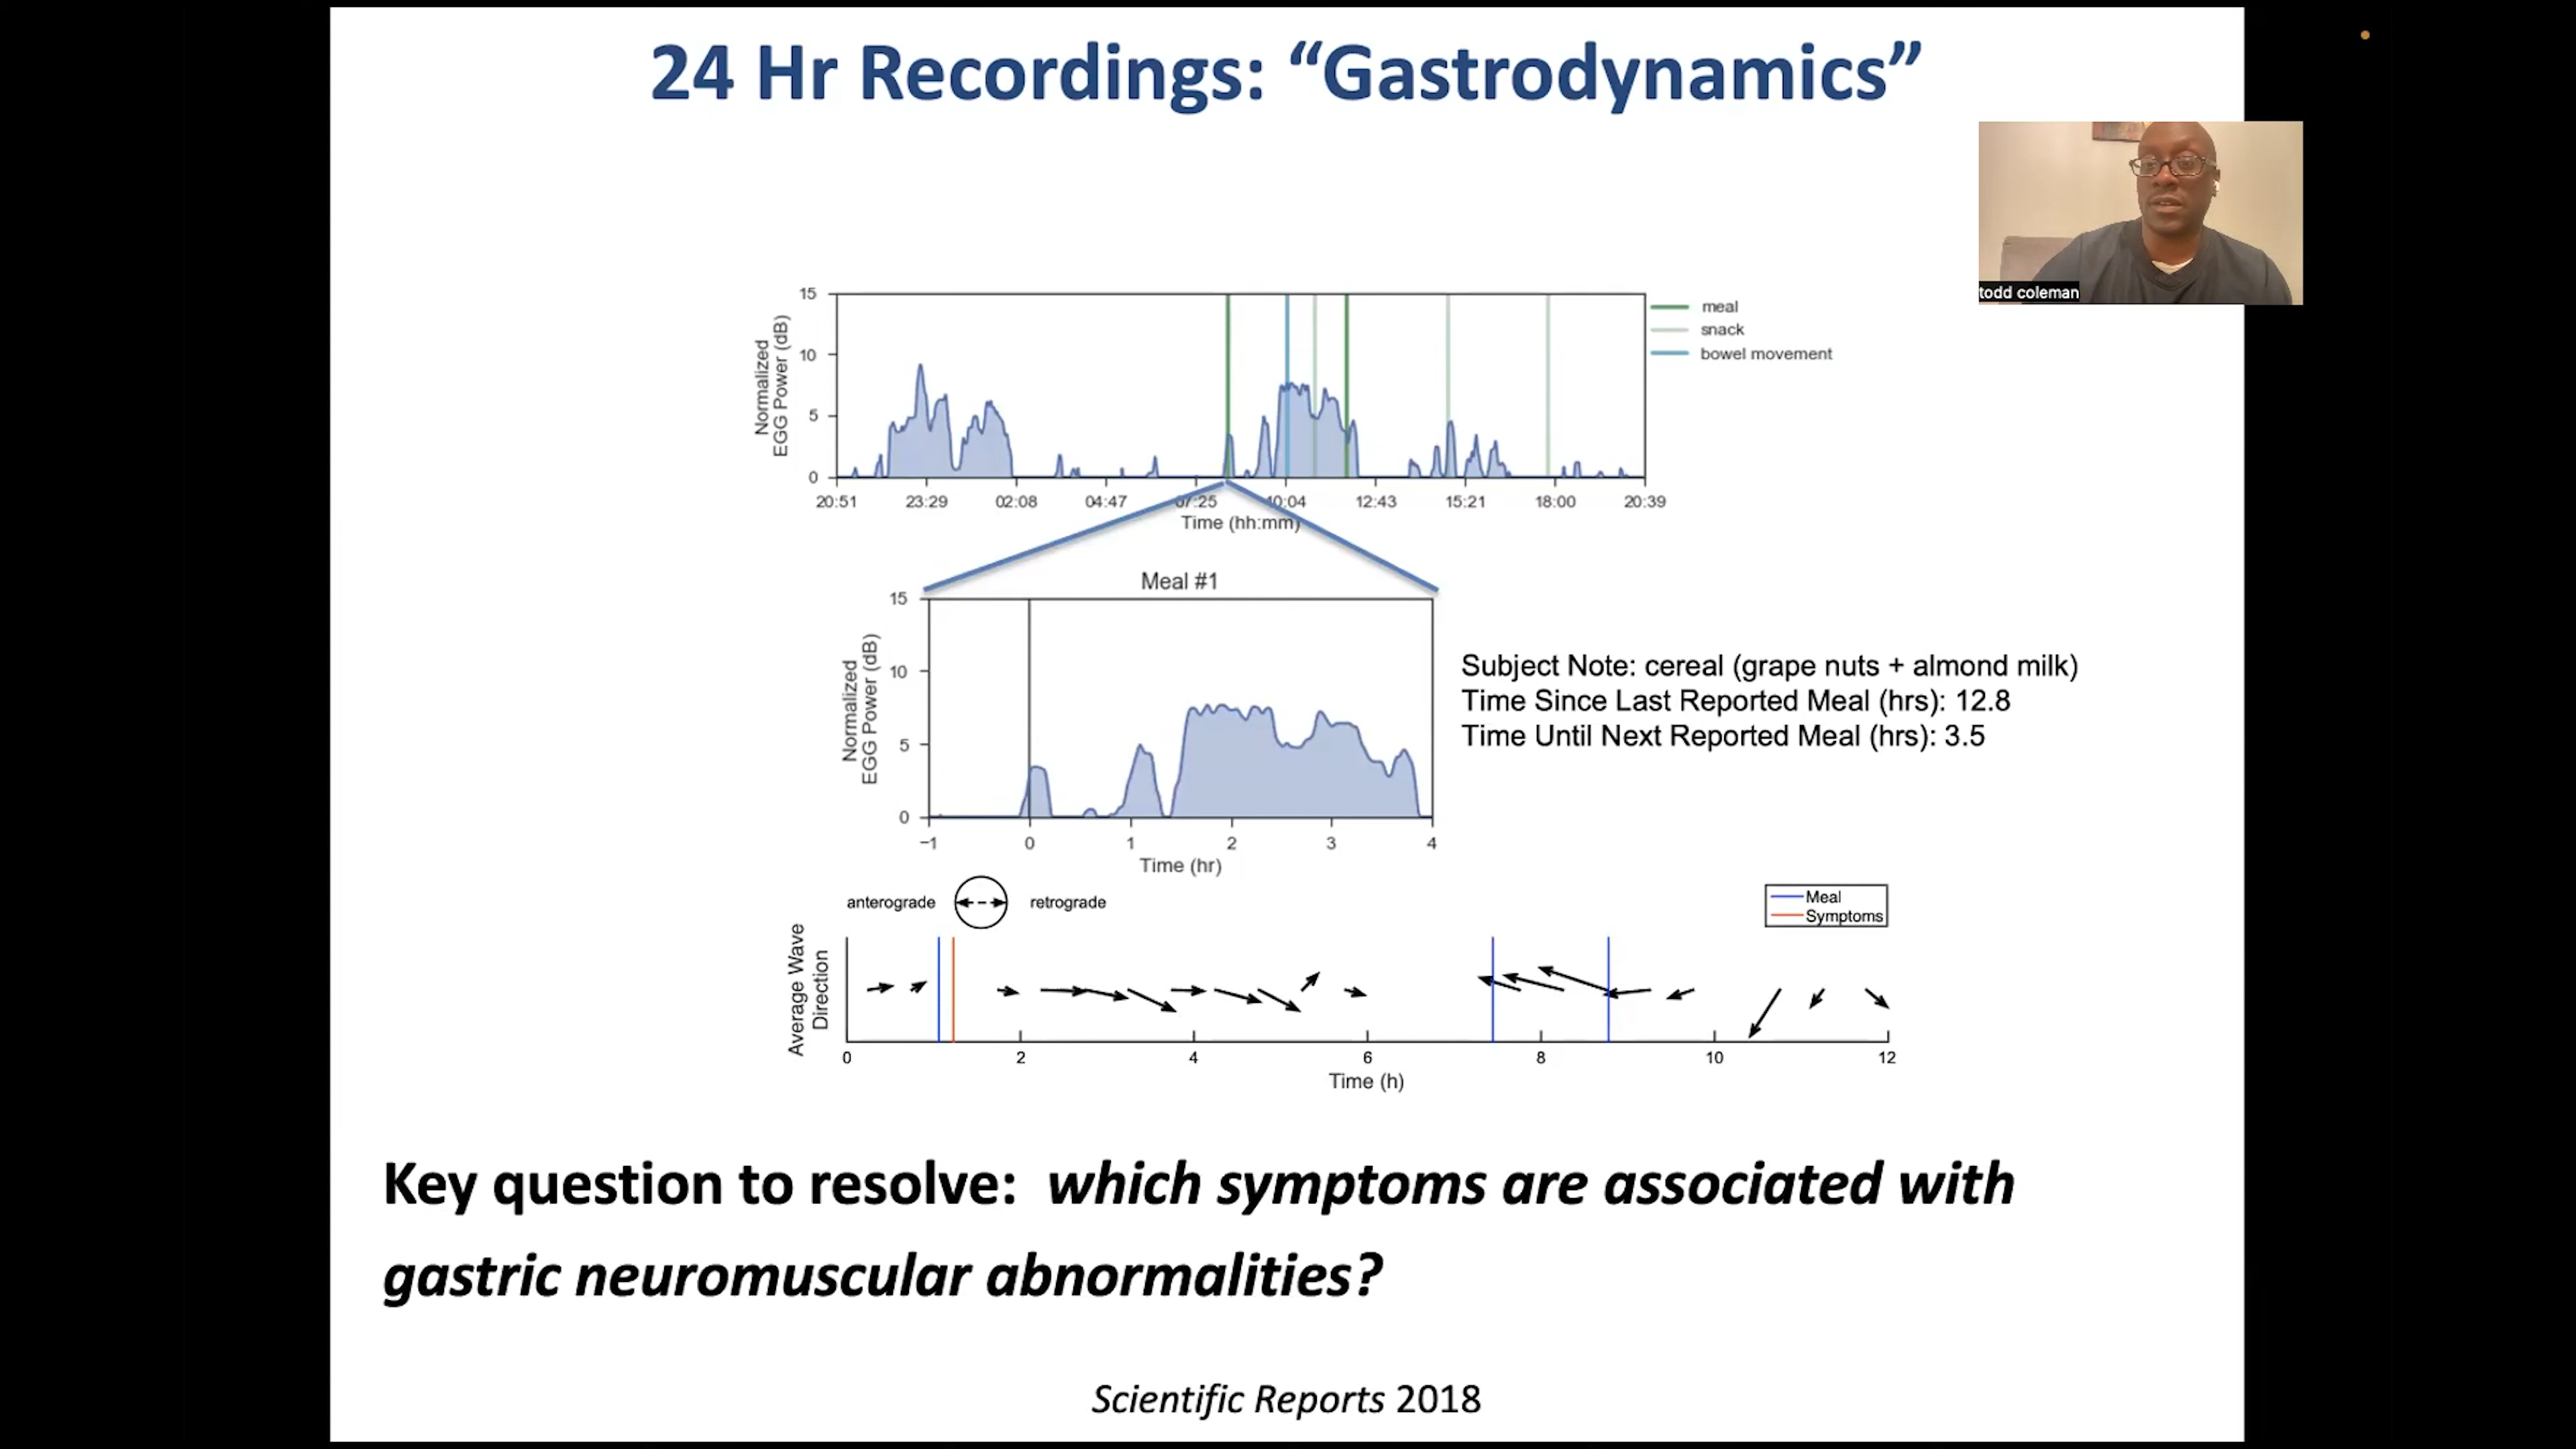 24 Hr Recordings: “Gastrodynamics”
todd coleman
Normalized
EGG Power (dB)
15
10
5
0
meal
snack
bowel movement
20:51 23:29 02:08 04:47 07:25 10:04 12:43 15:21 18:00 20:39
Time (hh:mm)
Meal #1
Normalized
EGG Power (dB)
15
10
5
0
−1 0 1 2 3 4
Time (hr)
Subject Note: cereal (grape nuts + almond milk)
Time Since Last Reported Meal (hrs): 12.8
Time Until Next Reported Meal (hrs): 3.5
anterograde retrograde
Meal
Symptoms
Average Wave
Direction
0 2 4 6 8 10 12
Time (h)
Key question to resolve: which symptoms are associated with
gastric neuromuscular abnormalities?
Scientific Reports 2018